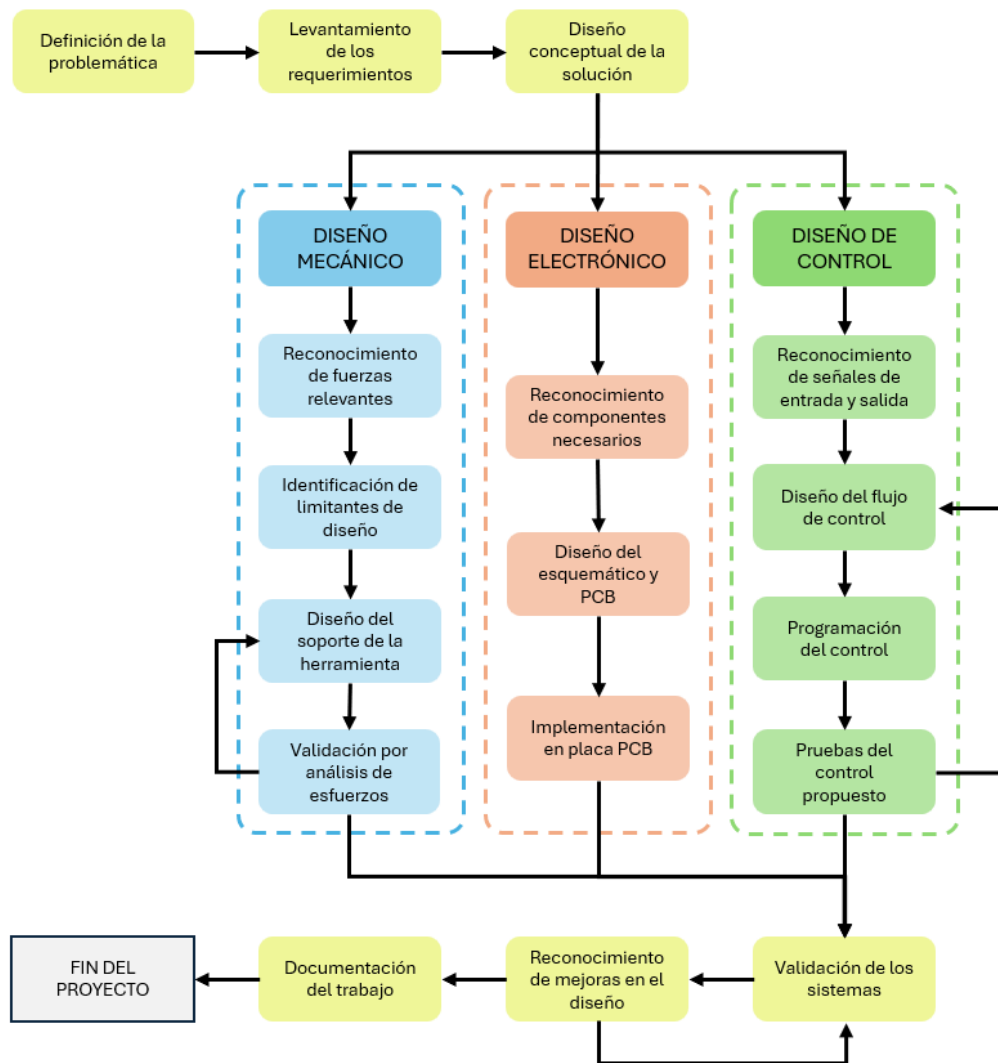 Definición de la
problemática
Levantamiento
de los
requerimientos
Diseño
conceptual de la
solución
DISEÑO
MECÁNICO
Reconocimiento
de fuerzas
relevantes
Identificación de
limitantes de
diseño
Diseño del
soporte de la
herramienta
Validación por
análisis de
esfuerzos
DISEÑO
ELECTRÓNICO
Reconocimiento
de componentes
necesarios
Diseño del
esquemático y
PCB
Implementación
en placa PCB
DISEÑO DE
CONTROL
Reconocimiento
de señales de
entrada y salida
Diseño del flujo
de control
Programación
del control
Pruebas del
control
propuesto
Validación de los
sistemas
Reconocimiento
de mejoras en el
diseño
Documentación
del trabajo
FIN DEL
PROYECTO